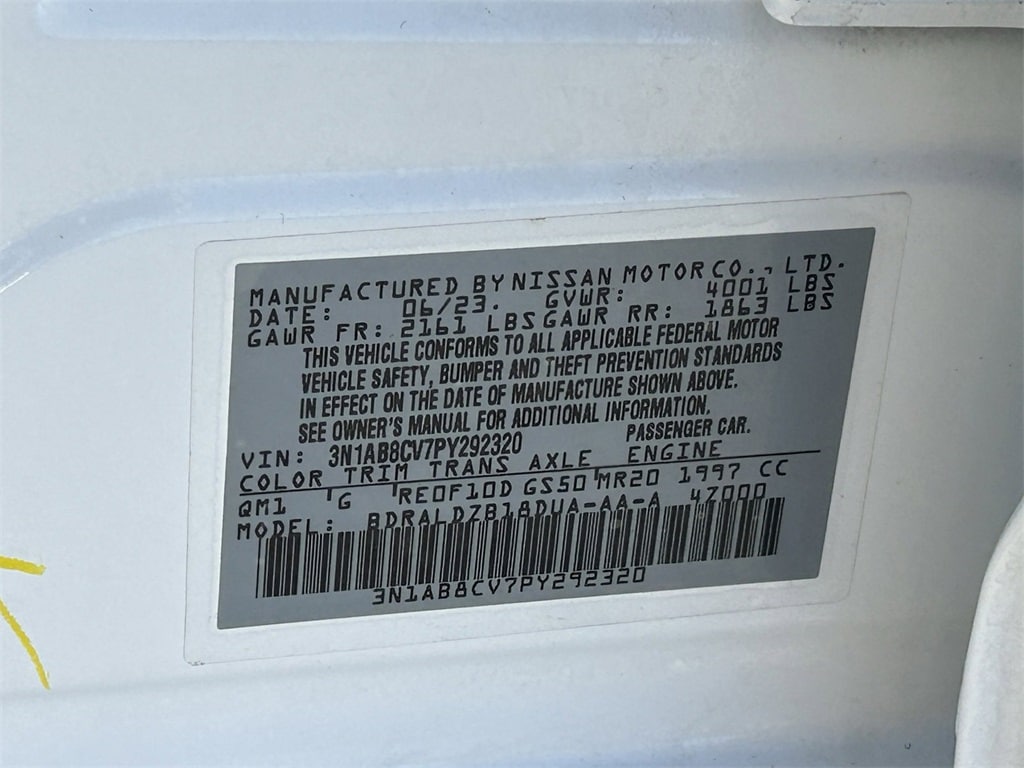 MANUFACTURED BY NISSAN MOTOR CO., LTD.
DATE: 06/23. GVWR: 4001 LBS
GAWR FR: 2161 LBS GAWR RR: 1863 LBS
THIS VEHICLE CONFORMS TO ALL APPLICABLE FEDERAL MOTOR
VEHICLE SAFETY, BUMPER AND THEFT PREVENTION STANDARDS
IN EFFECT ON THE DATE OF MANUFACTURE SHOWN ABOVE.
SEE OWNER'S MANUAL FOR ADDITIONAL INFORMATION.
VIN: 3N1AB8CV7PY292320 PASSENGER CAR.
COLOR TRIM TRANS AXLE ENGINE
QM1 G RE0F10D GS50 MR20 1997 CC
MODEL: BDRALDZB18DUA-AA-A 4Z000
3N1AB8CV7PY292320